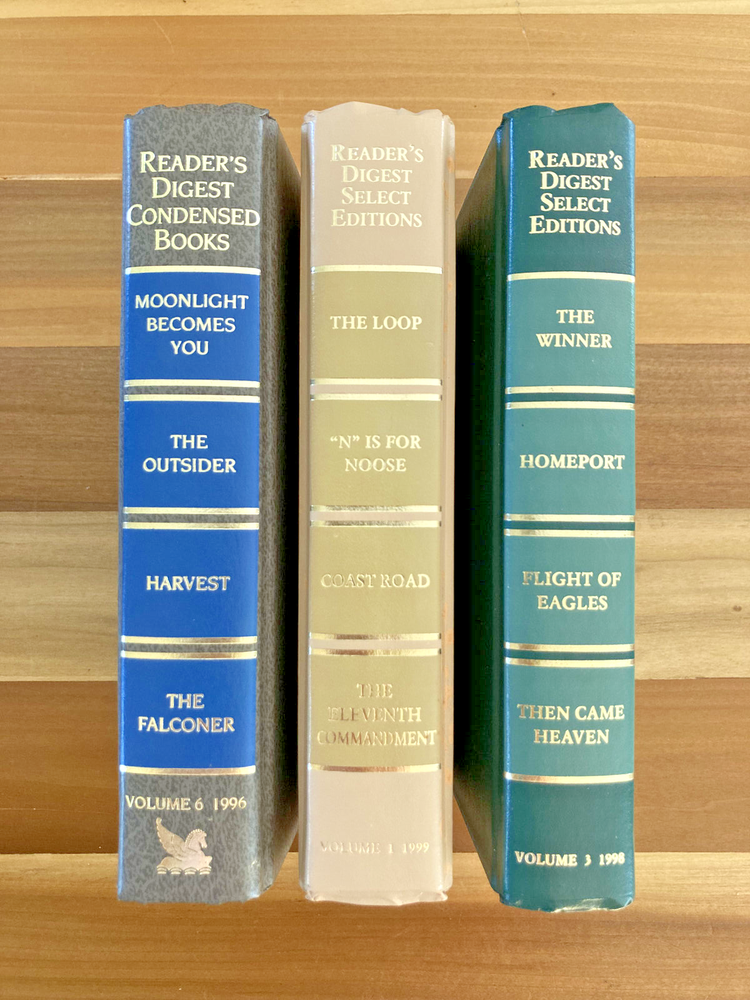 READER'S
DIGEST
CONDENSED
BOOKS
MOONLIGHT
BECOMES
YOU
THE
OUTSIDER
HARVEST
THE
FALCONER
VOLUME 6 1996
READER'S
DIGEST
SELECT
EDITIONS
THE LOOP
"N" IS FOR
NOOSE
COAST ROAD
THE
ELEVENTH
COMMANDMENT
VOLUME 1 1999
READER'S
DIGEST
SELECT
EDITIONS
THE
WINNER
HOMEPORT
FLIGHT OF
EAGLES
THEN CAME
HEAVEN
VOLUME 3 1998